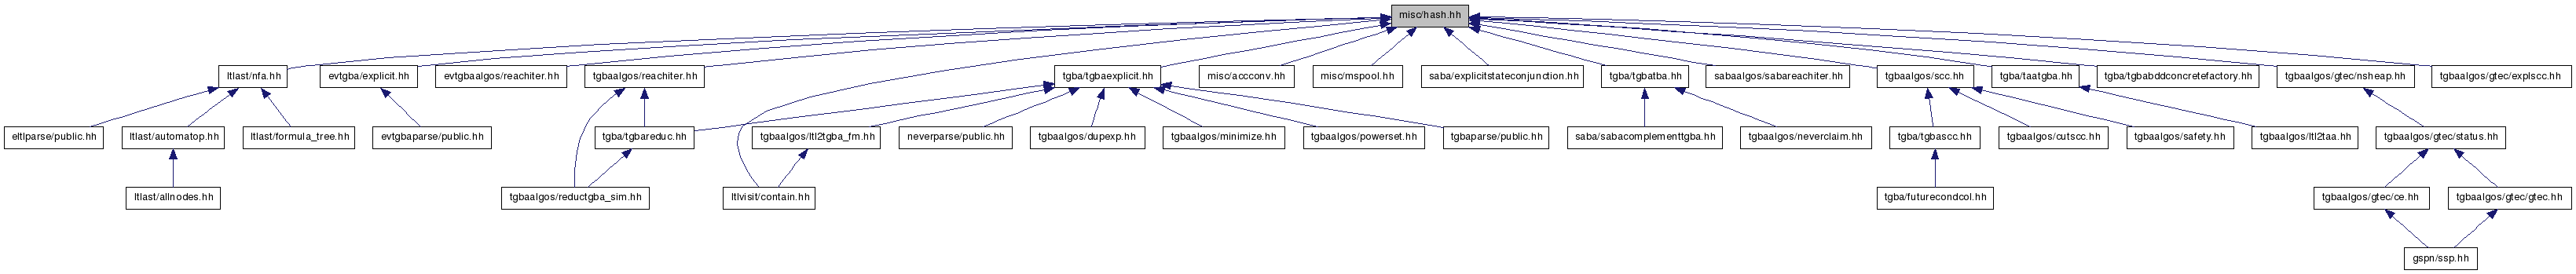 misc/hash.hh
ltlast/nfa.hh
evtgba/explicit.hh
evtgbaalgos/reachiter.hh
tgbaalgos/reachiter.hh
tgba/tgbaexplicit.hh
misc/accconv.hh
misc/mspool.hh
saba/explicitstateconjunction.hh
tgba/tgbatba.hh
sabaalgos/sabareachiter.hh
tgbaalgos/scc.hh
tgba/taatgba.hh
tgba/tgbabddconcretefactory.hh
tgbaalgos/gtec/nsheap.hh
tgbaalgos/gtec/explscc.hh
eltlparse/public.hh
ltlast/automatop.hh
ltlast/formula_tree.hh
evtgbaparse/public.hh
tgba/tgbareduc.hh
tgbaalgos/ltl2tgba_fm.hh
neverparse/public.hh
tgbaalgos/dupexp.hh
tgbaalgos/minimize.hh
tgbaalgos/powerset.hh
tgbaparse/public.hh
saba/sabacomplementtgba.hh
tgbaalgos/neverclaim.hh
tgba/tgbascc.hh
tgbaalgos/cutscc.hh
tgbaalgos/safety.hh
tgbaalgos/ltl2taa.hh
tgbaalgos/gtec/status.hh
ltlast/allnodes.hh
tgbaalgos/reductgba_sim.hh
ltlvisit/contain.hh
tgba/futurecondcol.hh
tgbaalgos/gtec/ce.hh
tgbaalgos/gtec/gtec.hh
gspn/ssp.hh